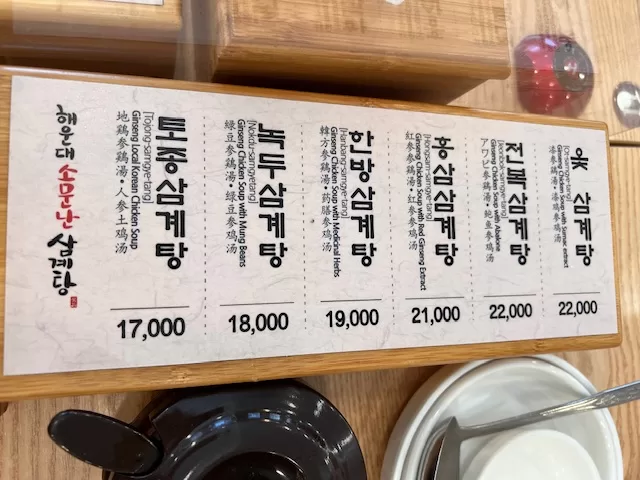 해운대 소문난 삼계탕
토종삼계탕
[Tojong-samgye-tang]
Ginseng Local Korean Chicken Soup
地鶏参鶏湯・人参土鸡汤
17,000
녹두삼계탕
[Nokdu-samgye-tang]
Ginseng Chicken Soup with Mung Beans
緑豆参鶏湯・绿豆参鸡汤
18,000
한방삼계탕
[Hanbang-samgye-tang]
Ginseng Chicken Soup with Medicinal Herbs
韓方参鶏湯・药膳参鸡汤
19,000
홍삼삼계탕
[Hongsam-samgye-tang]
Ginseng Chicken Soup with Red Ginseng Extract
紅参参鶏湯・红参参鸡汤
21,000
전복삼계탕
[Jeonbok-samgye-tang]
Ginseng Chicken Soup with Abalone
アワビ参鶏湯・鲍鱼参鸡汤
22,000
옻 삼계탕
[Ot-samgye-tang]
Ginseng Chicken Soup with Sumac extract
漆参鶏湯・漆参鸡汤
22,000